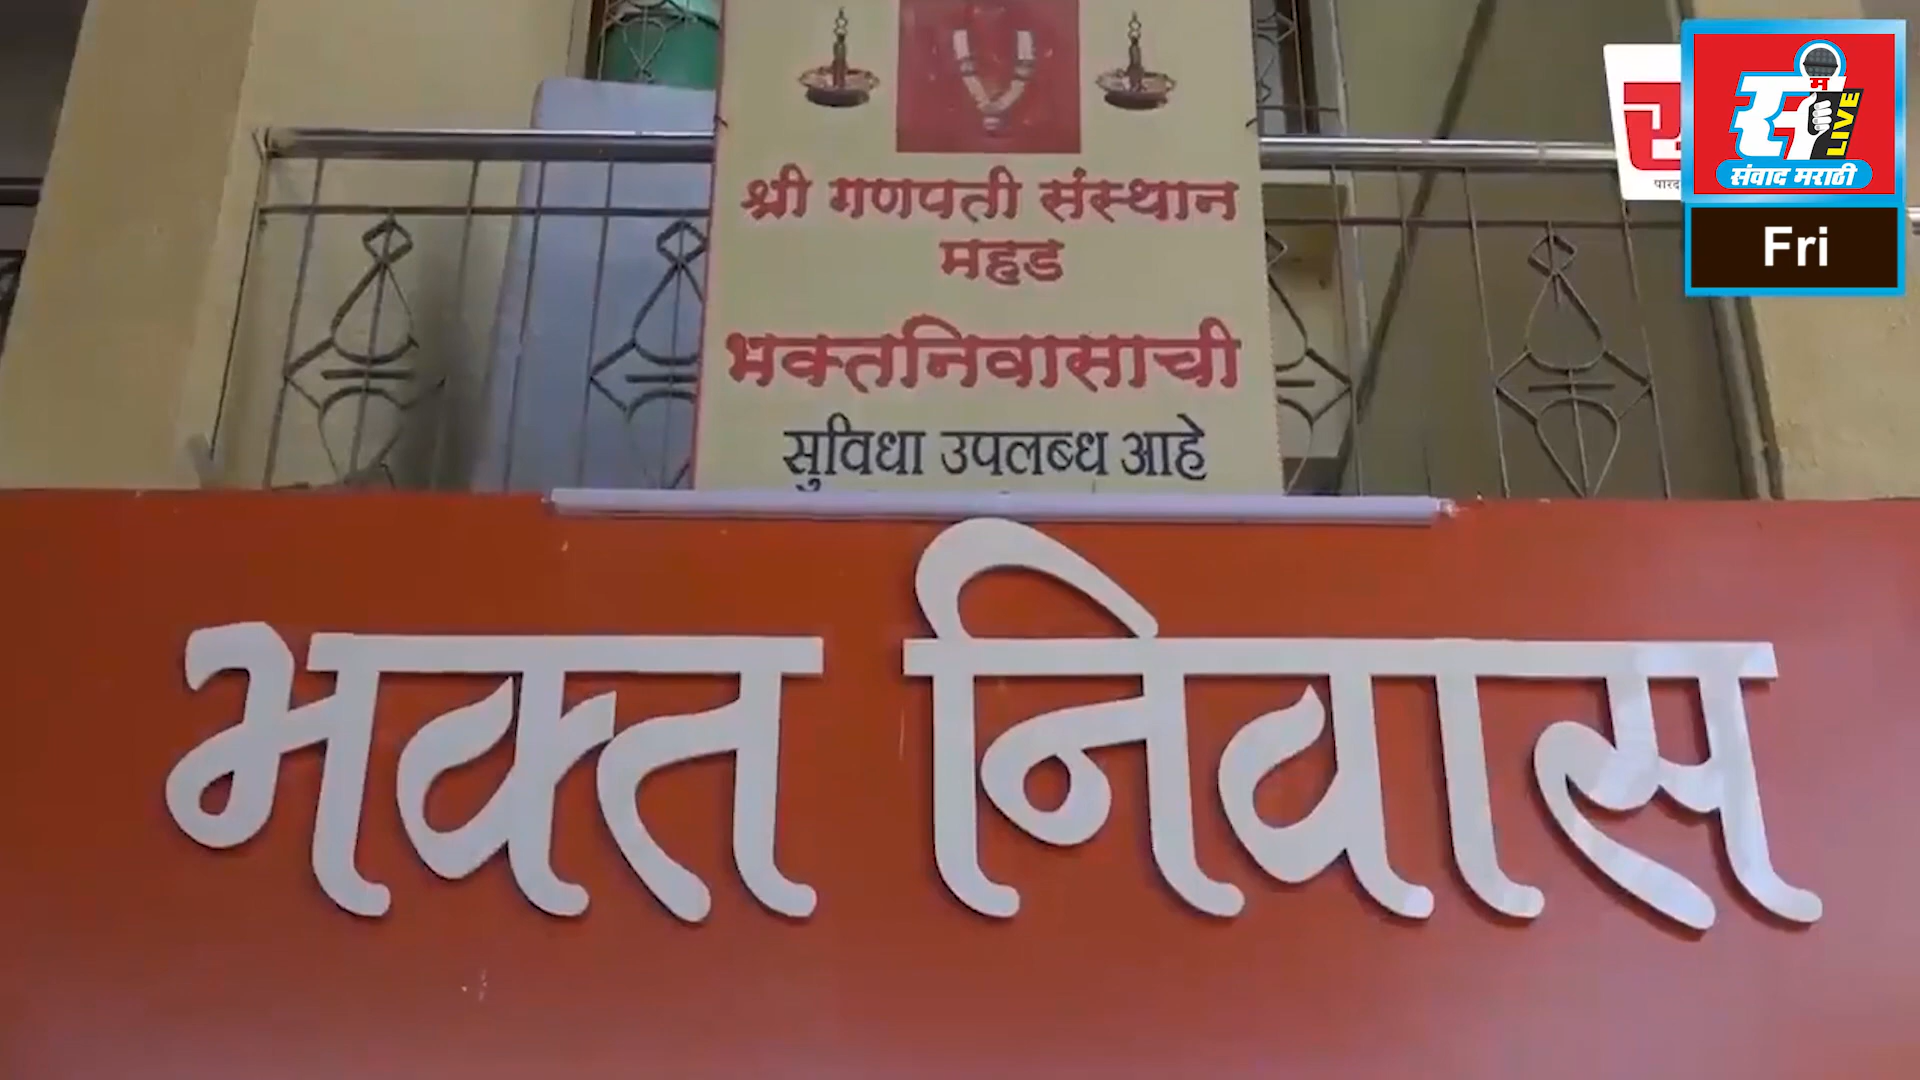 श्री गणपती संस्थान
महड
भक्तनिवासाची
सुविधा उपलब्ध आहे
भक्त निवास
LIVE
संवाद मराठी
Fri